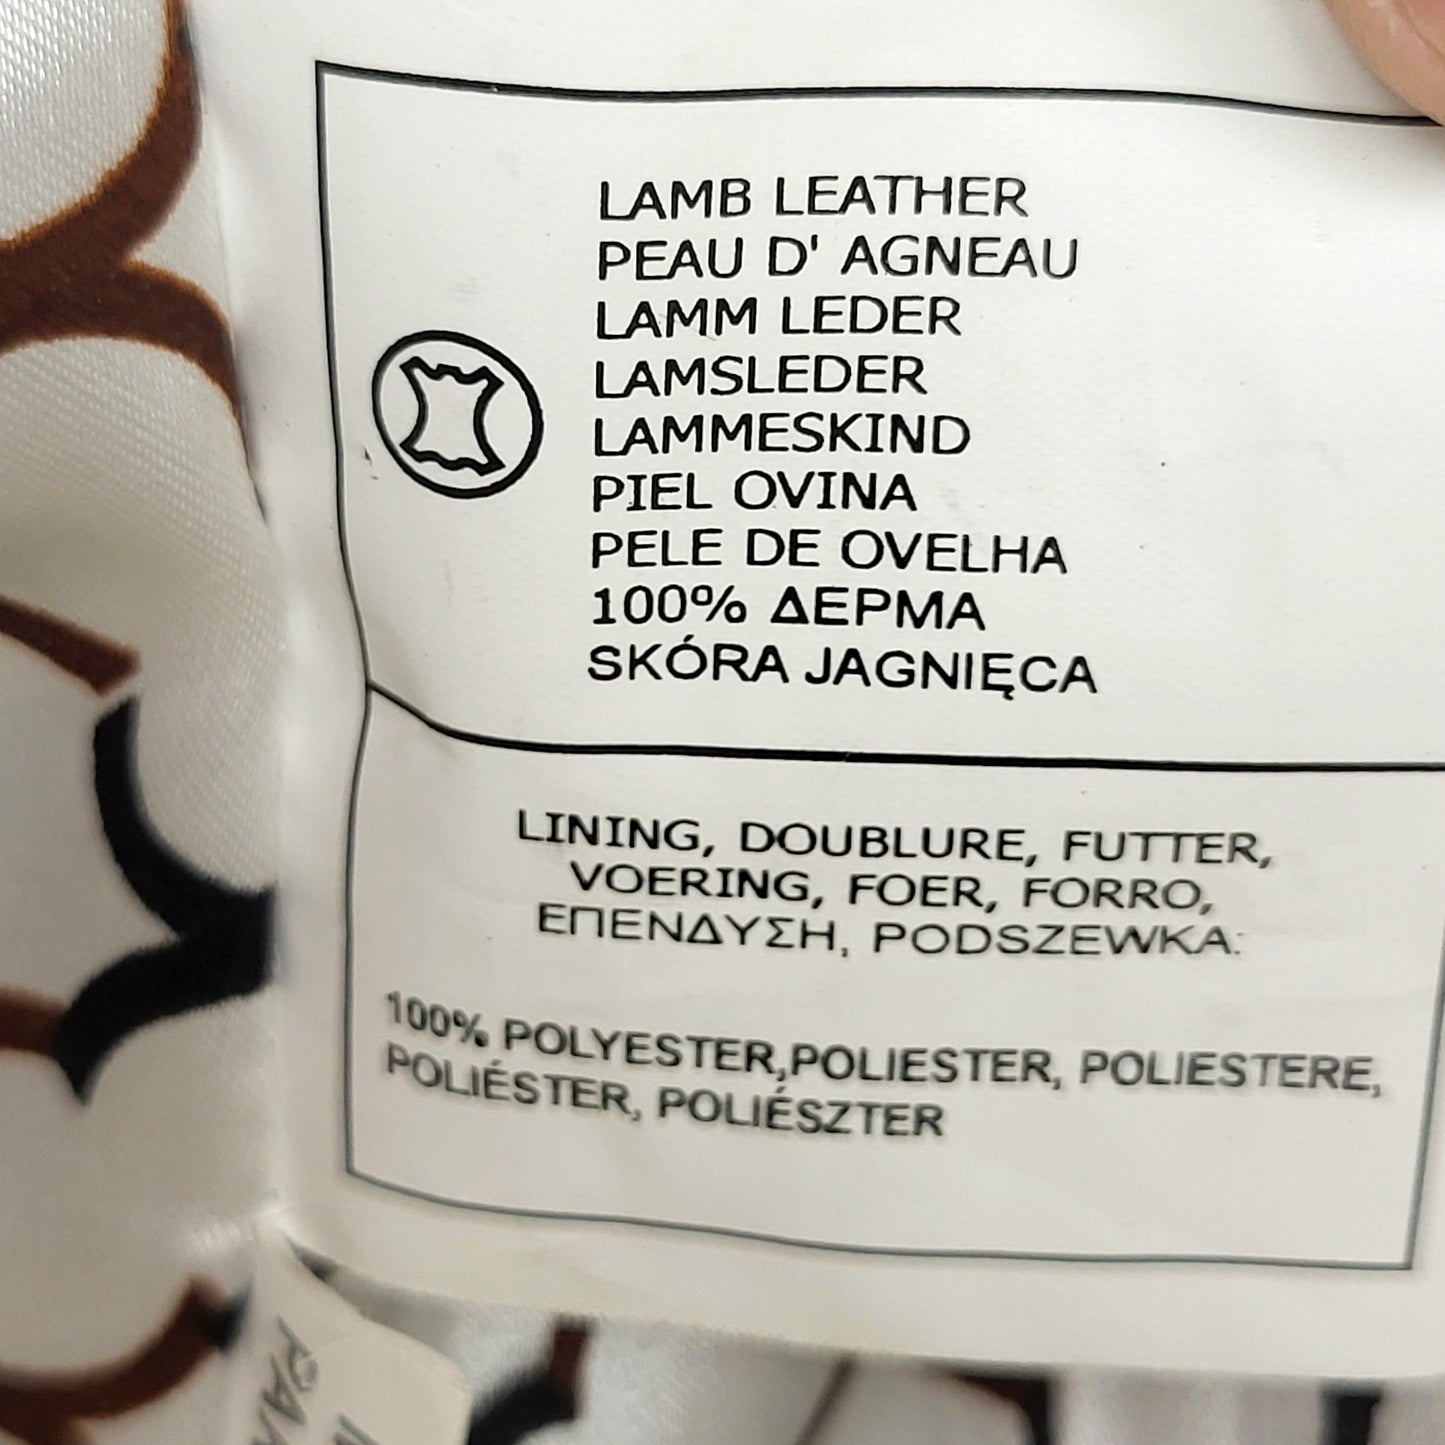 LAMB LEATHER
PEAU D' AGNEAU
LAMM LEDER
LAMSLEDER
LAMMESKIND
PIEL OVINA
PELE DE OVELHA
100% ΔΕΡΜΑ
SKÓRA JAGNIĘCA
LINING, DOUBLURE, FUTTER,
VOERING, FOER, FORRO,
ΕΠΕΝΔΥΣΗ, PODSZEWKA:
100% POLYESTER,POLIESTER, POLIESTERE,
POLIÉSTER, POLIÉSZTER